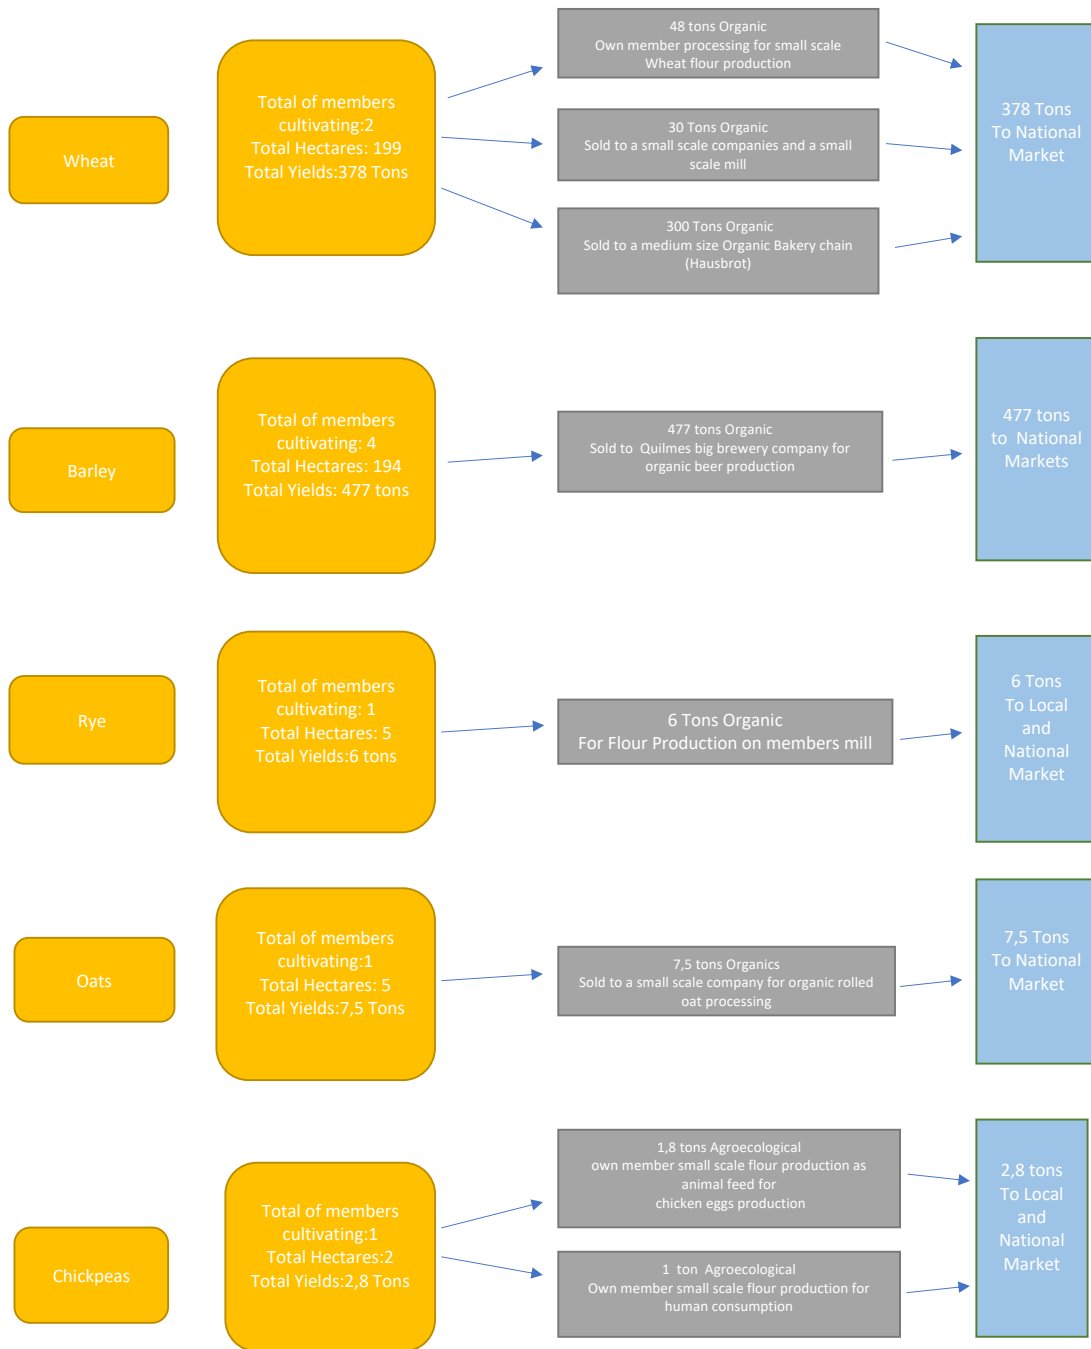 Wheat
Total of members
cultivating:2
Total Hectares: 199
Total Yields:378 Tons
48 tons Organic
Own member processing for small scale
Wheat flour production
30 Tons Organic
Sold to a small scale companies and a small
scale mill
300 Tons Organic
Sold to a medium size Organic Bakery chain
(Hausbrot)
378 Tons
To National
Market
Barley
Total of members
cultivating: 4
Total Hectares: 194
Total Yields: 477 tons
477 tons Organic
Sold to Quilmes big brewery company for
organic beer production
477 tons
to National
Markets
Rye
Total of members
cultivating: 1
Total Hectares: 5
Total Yields:6 tons
6 Tons Organic
For Flour Production on members mill
6 Tons
To Local
and
National
Market
Oats
Total of members
cultivating:1
Total Hectares: 5
Total Yields:7,5 Tons
7,5 tons Organics
Sold to a small scale company for organic rolled
oat processing
7,5 Tons
To National
Market
Chickpeas
Total of members
cultivating:1
Total Hectares:2
Total Yields:2,8 Tons
1,8 tons Agroecological
own member small scale flour production as
animal feed for
chicken eggs production
1 ton Agroecological
Own member small scale flour production for
human consumption
2,8 tons
To Local
and
National
Market